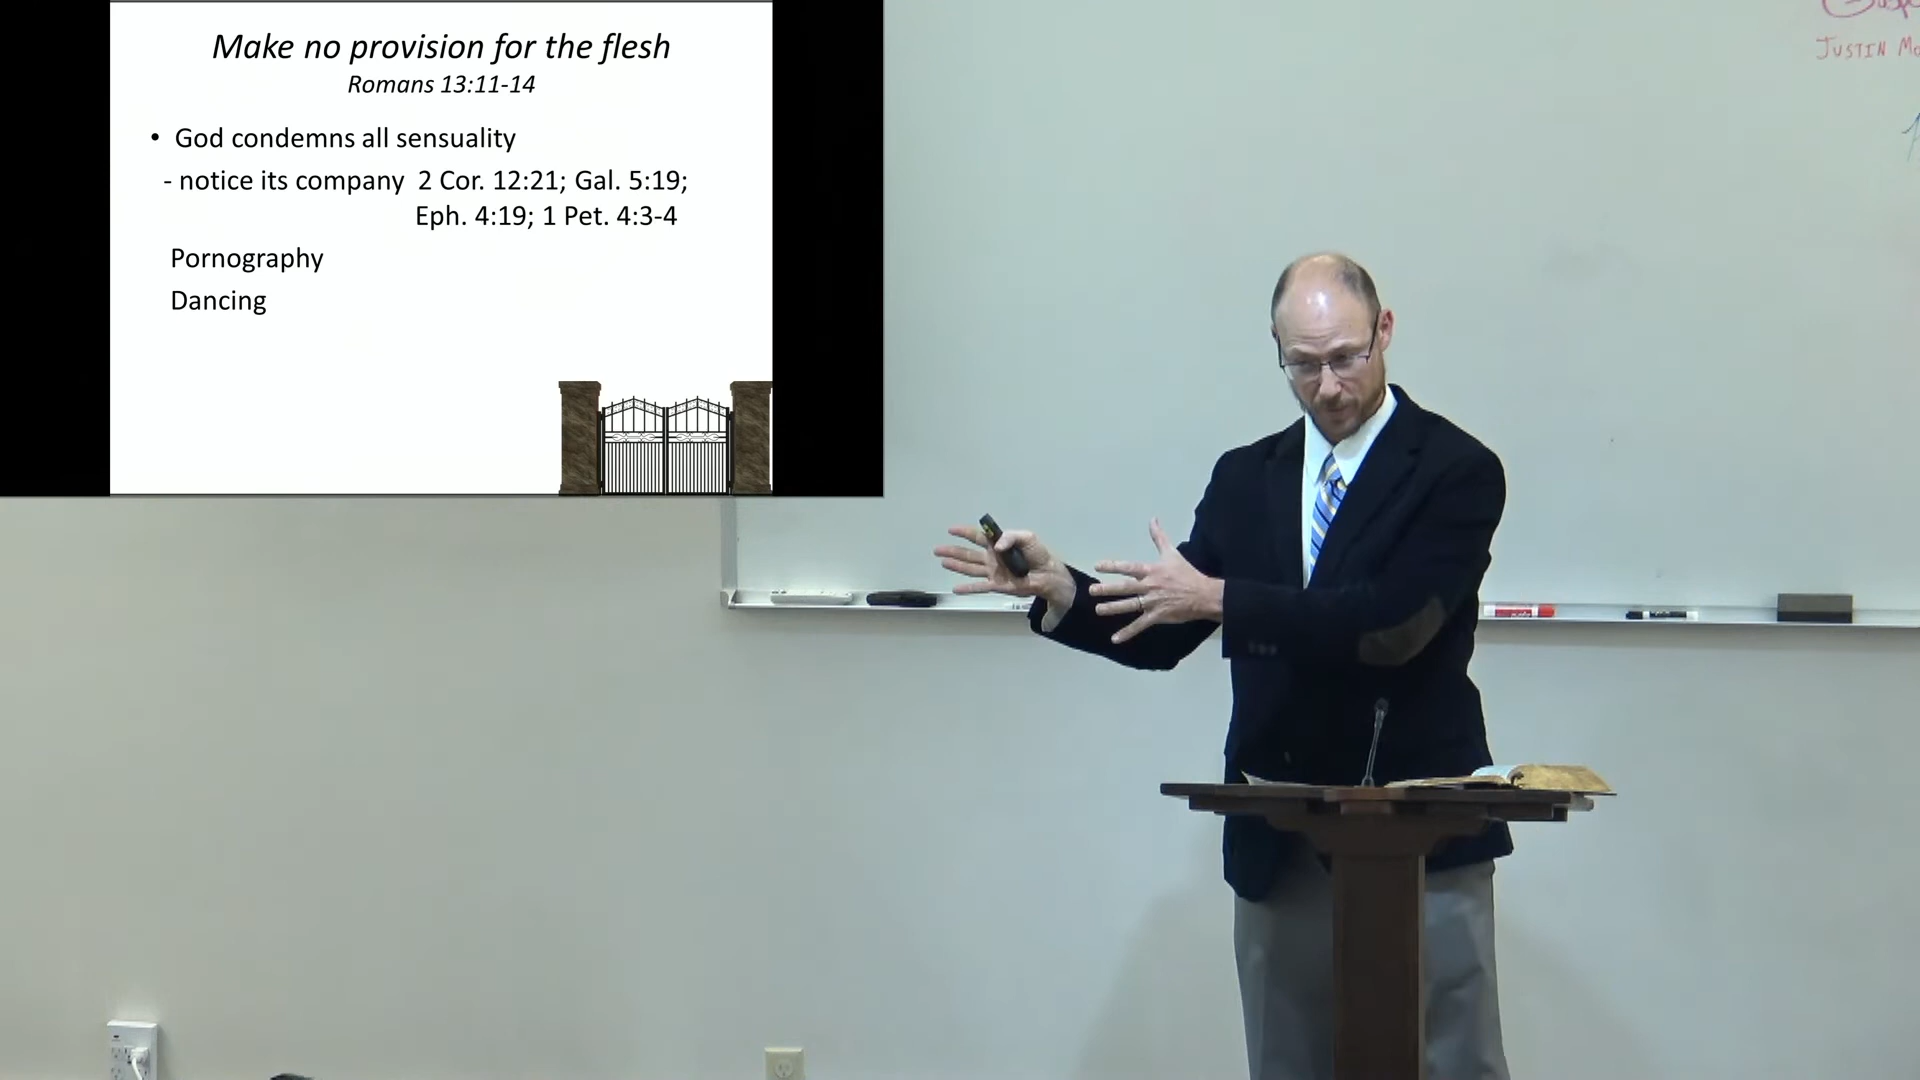 Make no provision for the flesh
Romans 13:11-14
• God condemns all sensuality
- notice its company 2 Cor. 12:21; Gal. 5:19;
Eph. 4:19; 1 Pet. 4:3-4
Pornography
Dancing
JUSTIN